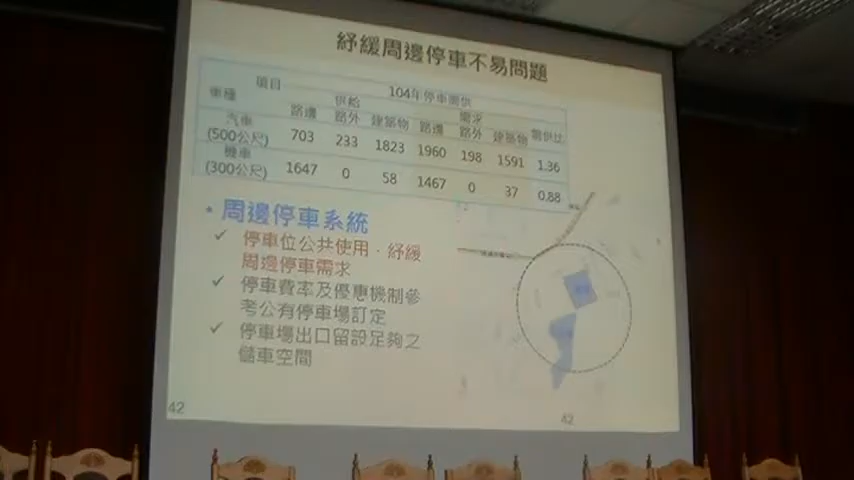 紓緩周邊停車不易問題
項目 104年停車需供
車種 供給 需求 需供比
路邊 路外 建築物 路邊 路外 建築物
汽車(500公尺) 703 233 1823 1960 198 1591 1.36
機車(300公尺) 1647 0 58 1467 0 37 0.88
• 周邊停車系統
✓ 停車位公共使用，紓緩
周邊停車需求
✓ 停車費率及優惠機制參
考公有停車場訂定
✓ 停車場出口留設足夠之
儲車空間
42
42